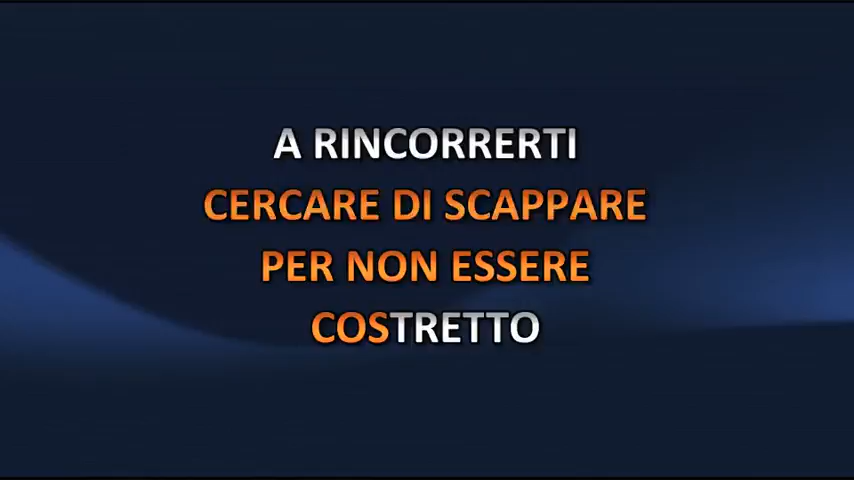 A RINCORRERTI
CERCARE DI SCAPPARE
PER NON ESSERE
COSTRETTO